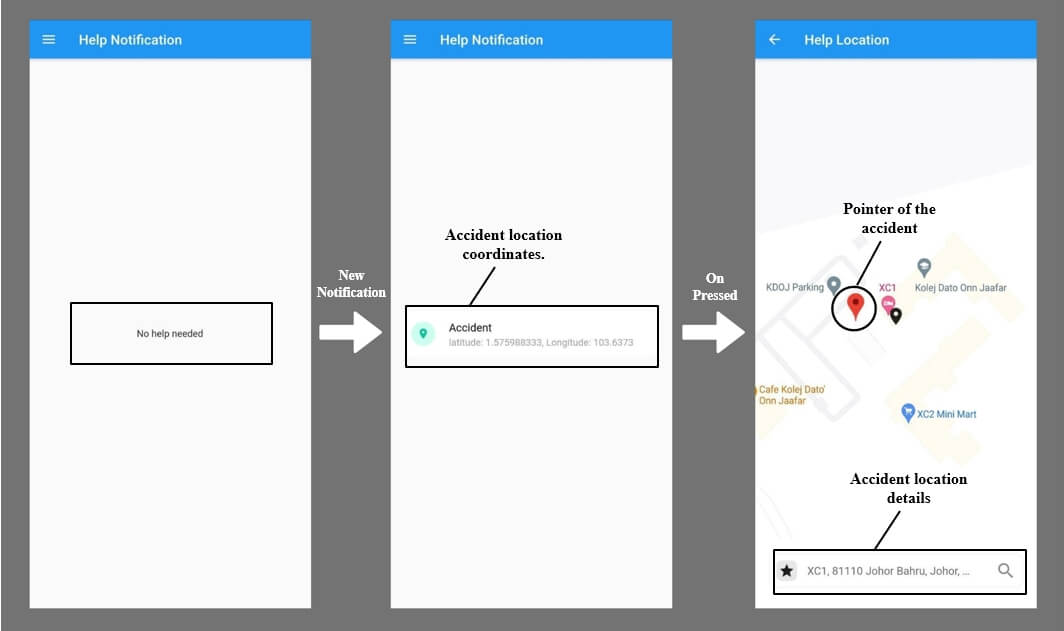 Help Notification
No help needed
New
Notification
Help Notification
Accident location
coordinates.
Accident
latitude: 1.575988333, Longitude: 103.6373
On
Pressed
Help Location
Pointer of the
accident
KDOJ Parking
XC1
Kolej Dato Onn Jaafar
Cafe Kolej Dato'
Onn Jaafar
XC2 Mini Mart
Accident location
details
XC1, 81110 Johor Bahru, Johor, ...